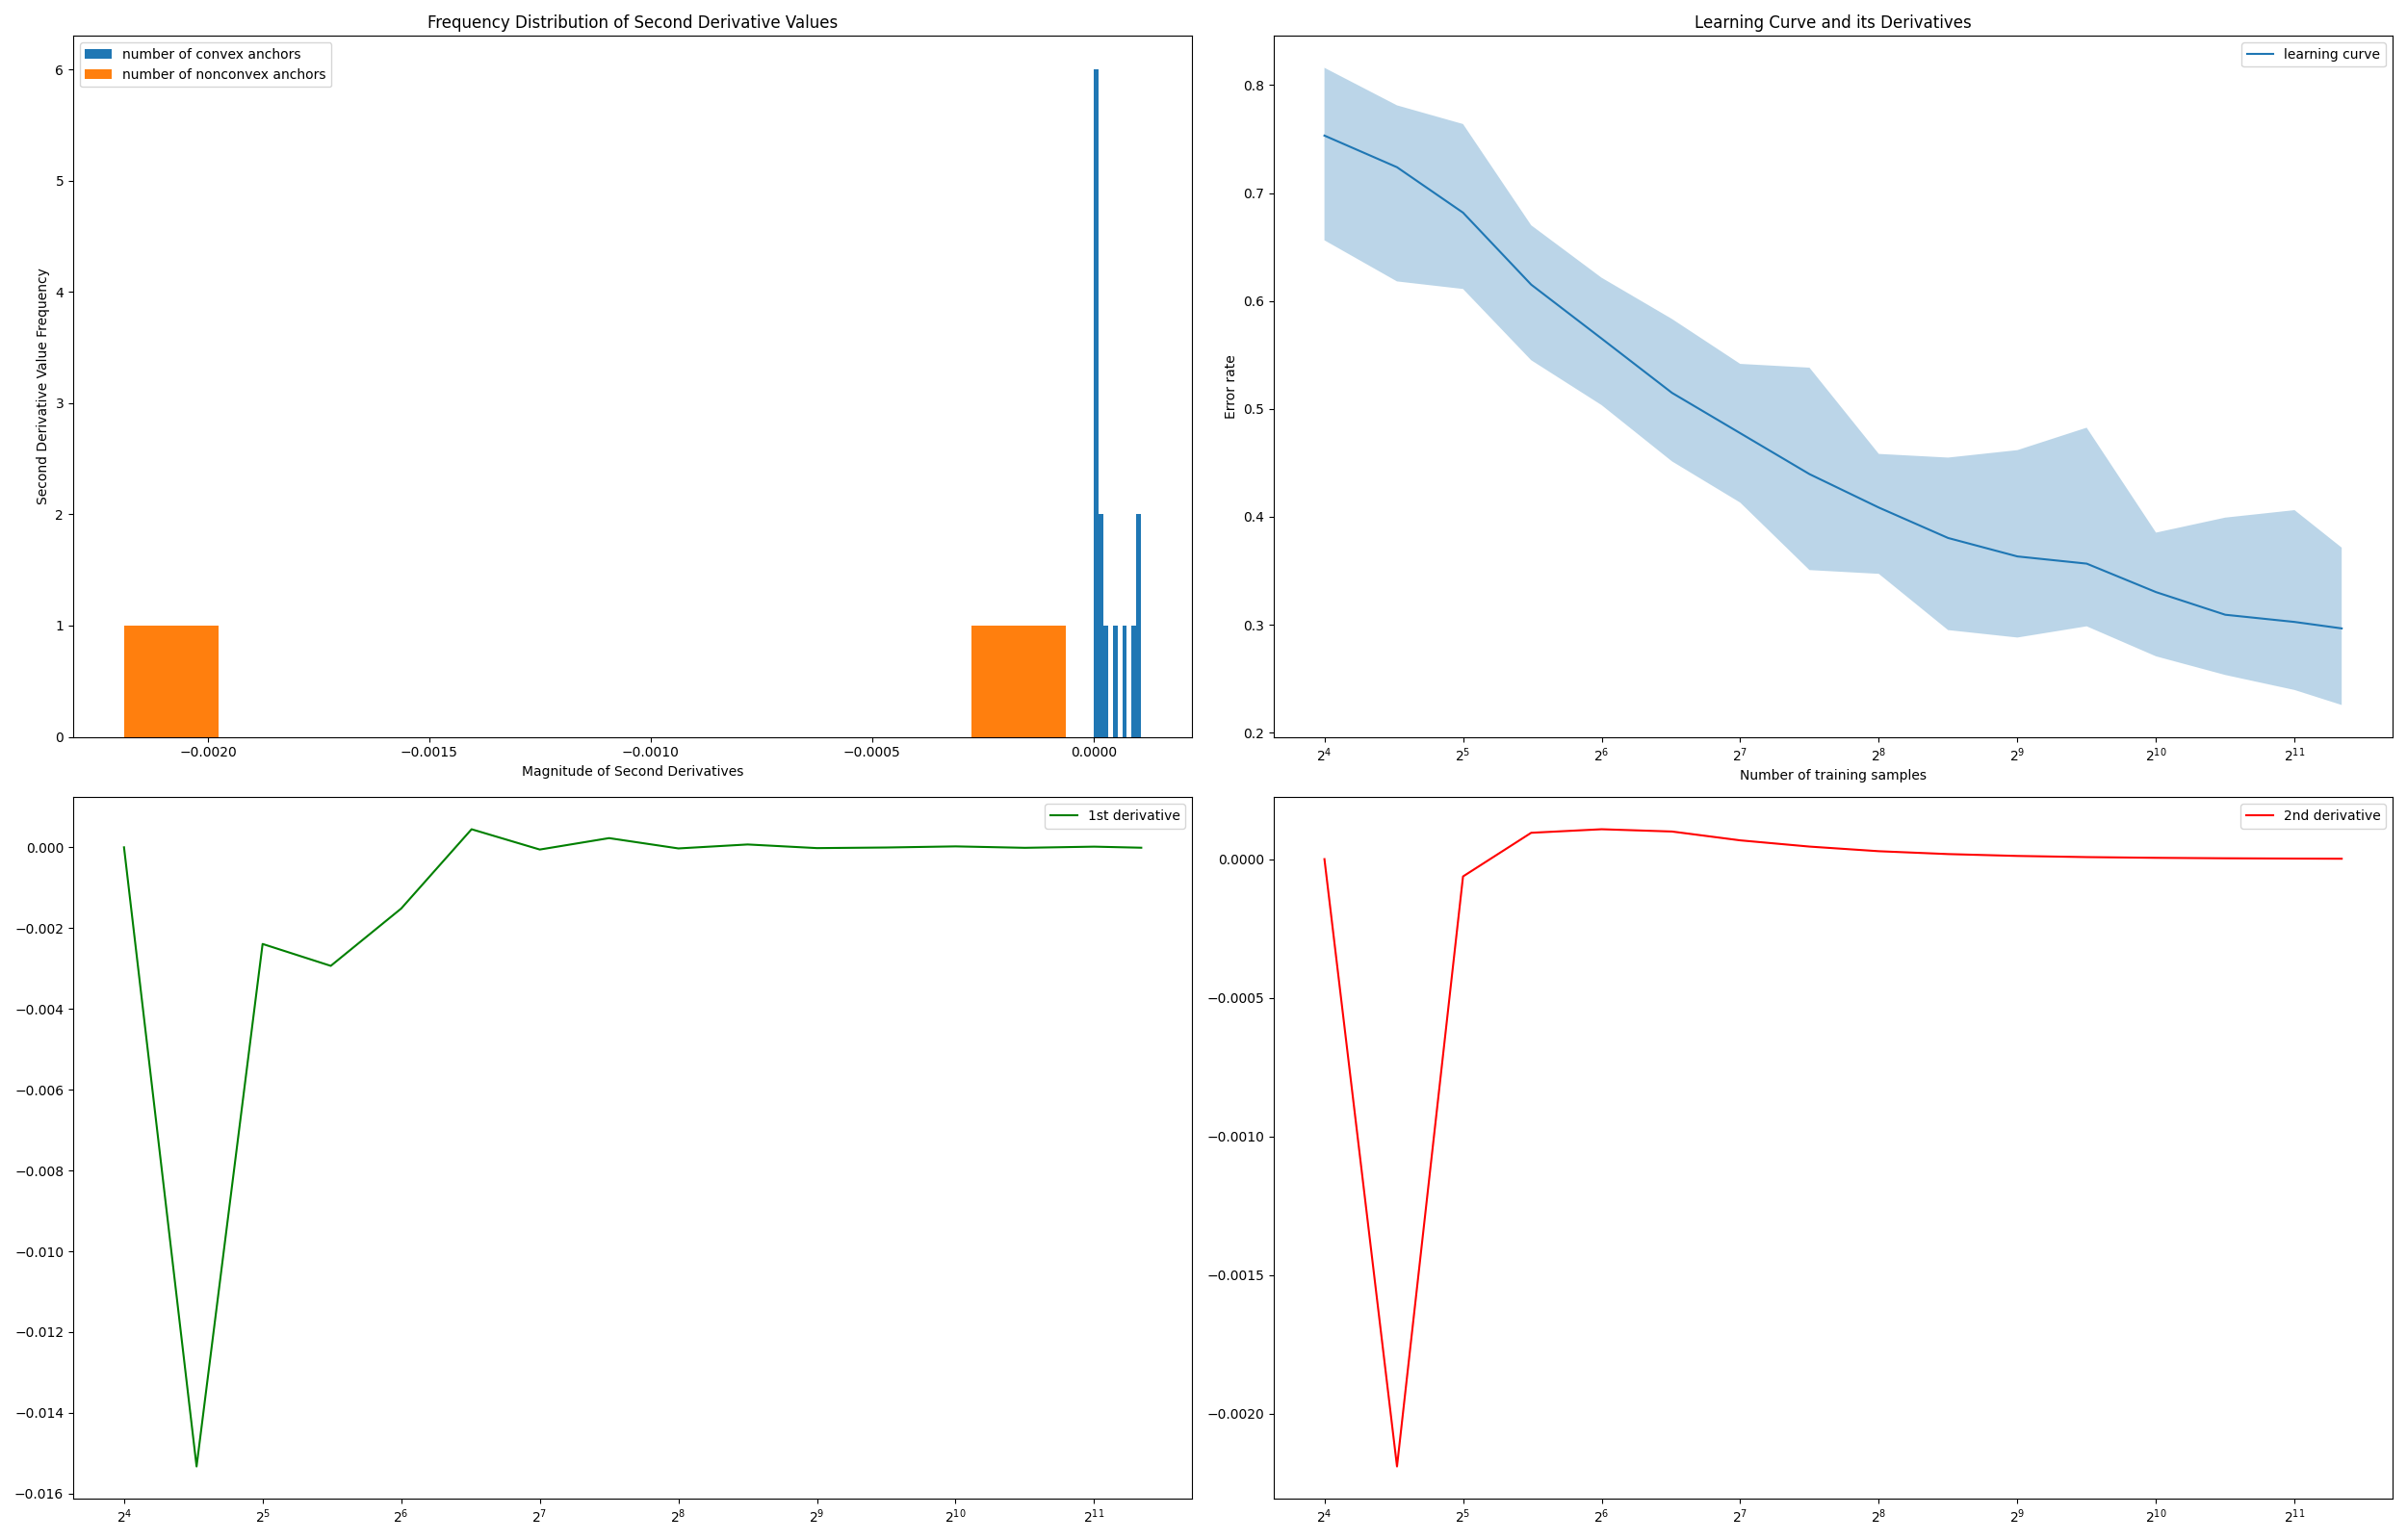 Frequency Distribution of Second Derivative Values
number of convex anchors
number of nonconvex anchors
Second Derivative Value Frequency
6
5
4
3
2
1
0
−0.0020 −0.0015 −0.0010 −0.0005 0.0000
Magnitude of Second Derivatives
Learning Curve and its Derivatives
learning curve
Error rate
0.8
0.7
0.6
0.5
0.4
0.3
0.2
2⁴ 2⁵ 2⁶ 2⁷ 2⁸ 2⁹ 2¹⁰ 2¹¹
Number of training samples
1st derivative
0.000
−0.002
−0.004
−0.006
−0.008
−0.010
−0.012
−0.014
−0.016
2⁴ 2⁵ 2⁶ 2⁷ 2⁸ 2⁹ 2¹⁰ 2¹¹
2nd derivative
0.0000
−0.0005
−0.0010
−0.0015
−0.0020
2⁴ 2⁵ 2⁶ 2⁷ 2⁸ 2⁹ 2¹⁰ 2¹¹